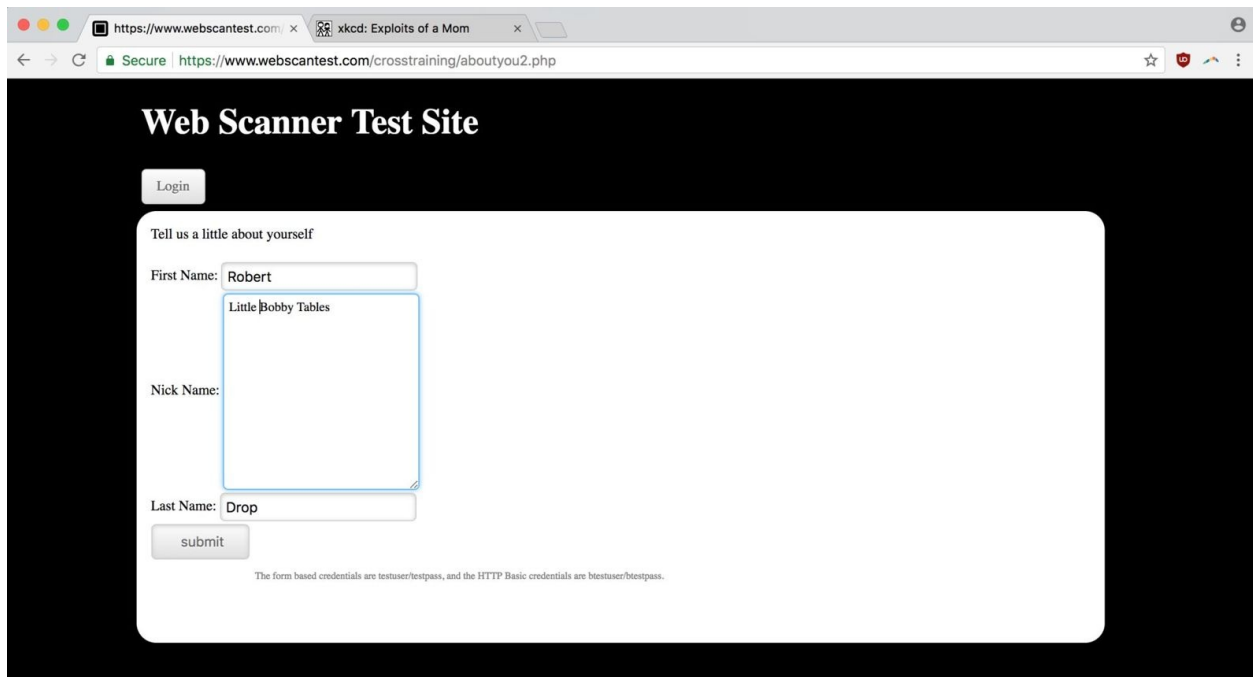 https://www.webscantest.com/
xkcd: Exploits of a Mom
Secure https://www.webscantest.com/crosstraining/aboutyou2.php
Web Scanner Test Site
Login
Tell us a little about yourself
First Name: Robert
Little Bobby Tables
Nick Name:
Last Name: Drop
submit
The form based credentials are testuser/testpass, and the HTTP Basic credentials are btestuser/btestpass.